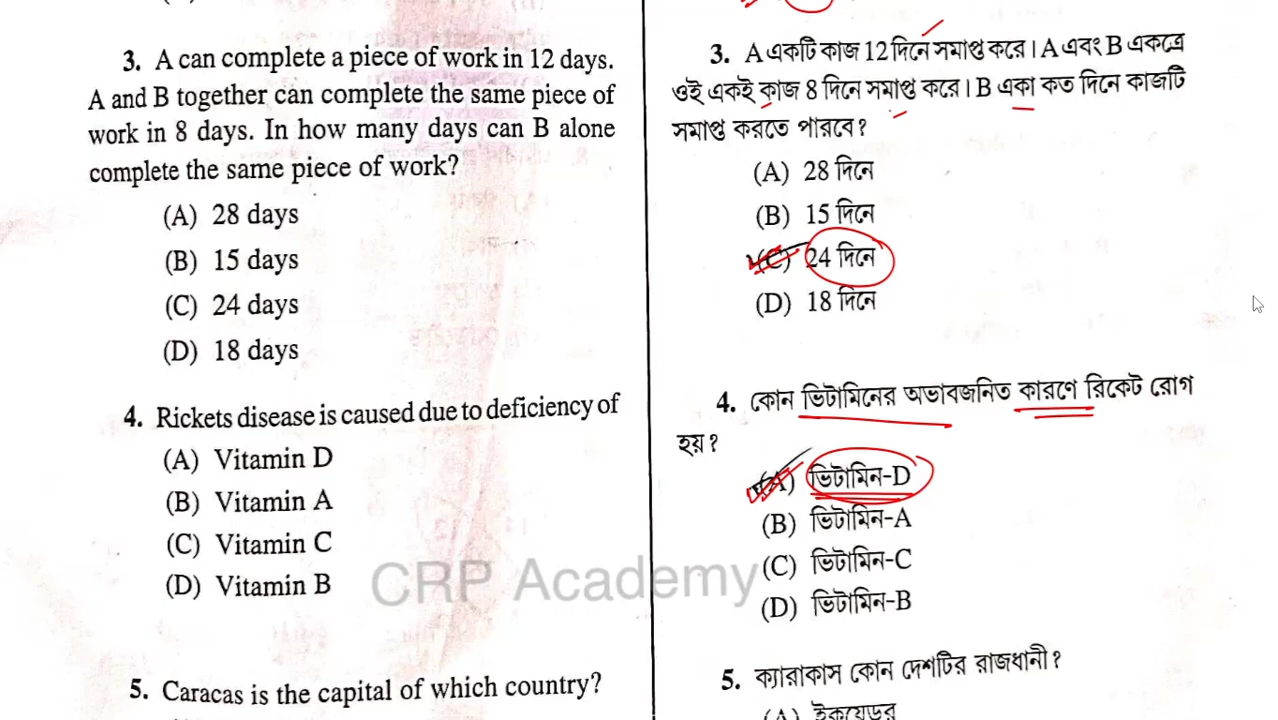 3. A can complete a piece of work in 12 days.
A and B together can complete the same piece of
work in 8 days. In how many days can B alone
complete the same piece of work?
(A) 28 days
(B) 15 days
(C) 24 days
(D) 18 days
4. Rickets disease is caused due to deficiency of
(A) Vitamin D
(B) Vitamin A
(C) Vitamin C
(D) Vitamin B
5. Caracas is the capital of which country?
3. A একটি কাজ 12 দিনে সমাপ্ত করে। A এবং B একত্রে
ওই একই কাজ 8 দিনে সমাপ্ত করে। B একা কত দিনে কাজটি
সমাপ্ত করতে পারবে?
(A) 28 দিনে
(B) 15 দিনে
(C) 24 দিনে
(D) 18 দিনে
4. কোন ভিটামিনের অভাবজনিত কারণে রিকেট রোগ
হয়?
(A) ভিটামিন-D
(B) ভিটামিন-A
(C) ভিটামিন-C
(D) ভিটামিন-B
5. ক্যারাকাস কোন দেশটির রাজধানী?
(A) ইকুয়েডর
CRP Academy